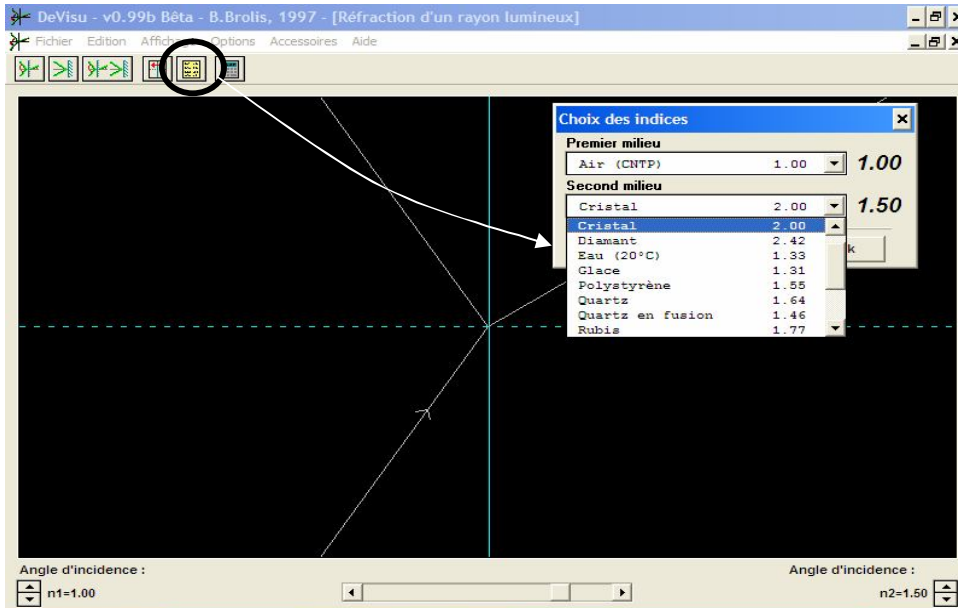 DeVisu - v0.99b Bêta - B.Brolis, 1997 - [Réfraction d'un rayon lumineux]
Fichier Edition Options Accessoires Aide
Choix des indices
Premier milieu
Air (CNTP) 1.00 1.00
Second milieu
Cristal 2.00 1.50
Cristal 2.00
Diamant 2.42
Eau (20°C) 1.33
Glace 1.31
Polystyrène 1.55
Quartz 1.64
Quartz en fusion 1.46
Rubis 1.77
k
Angle d'incidence : Angle d'incidence :
n1=1.00 n2=1.50